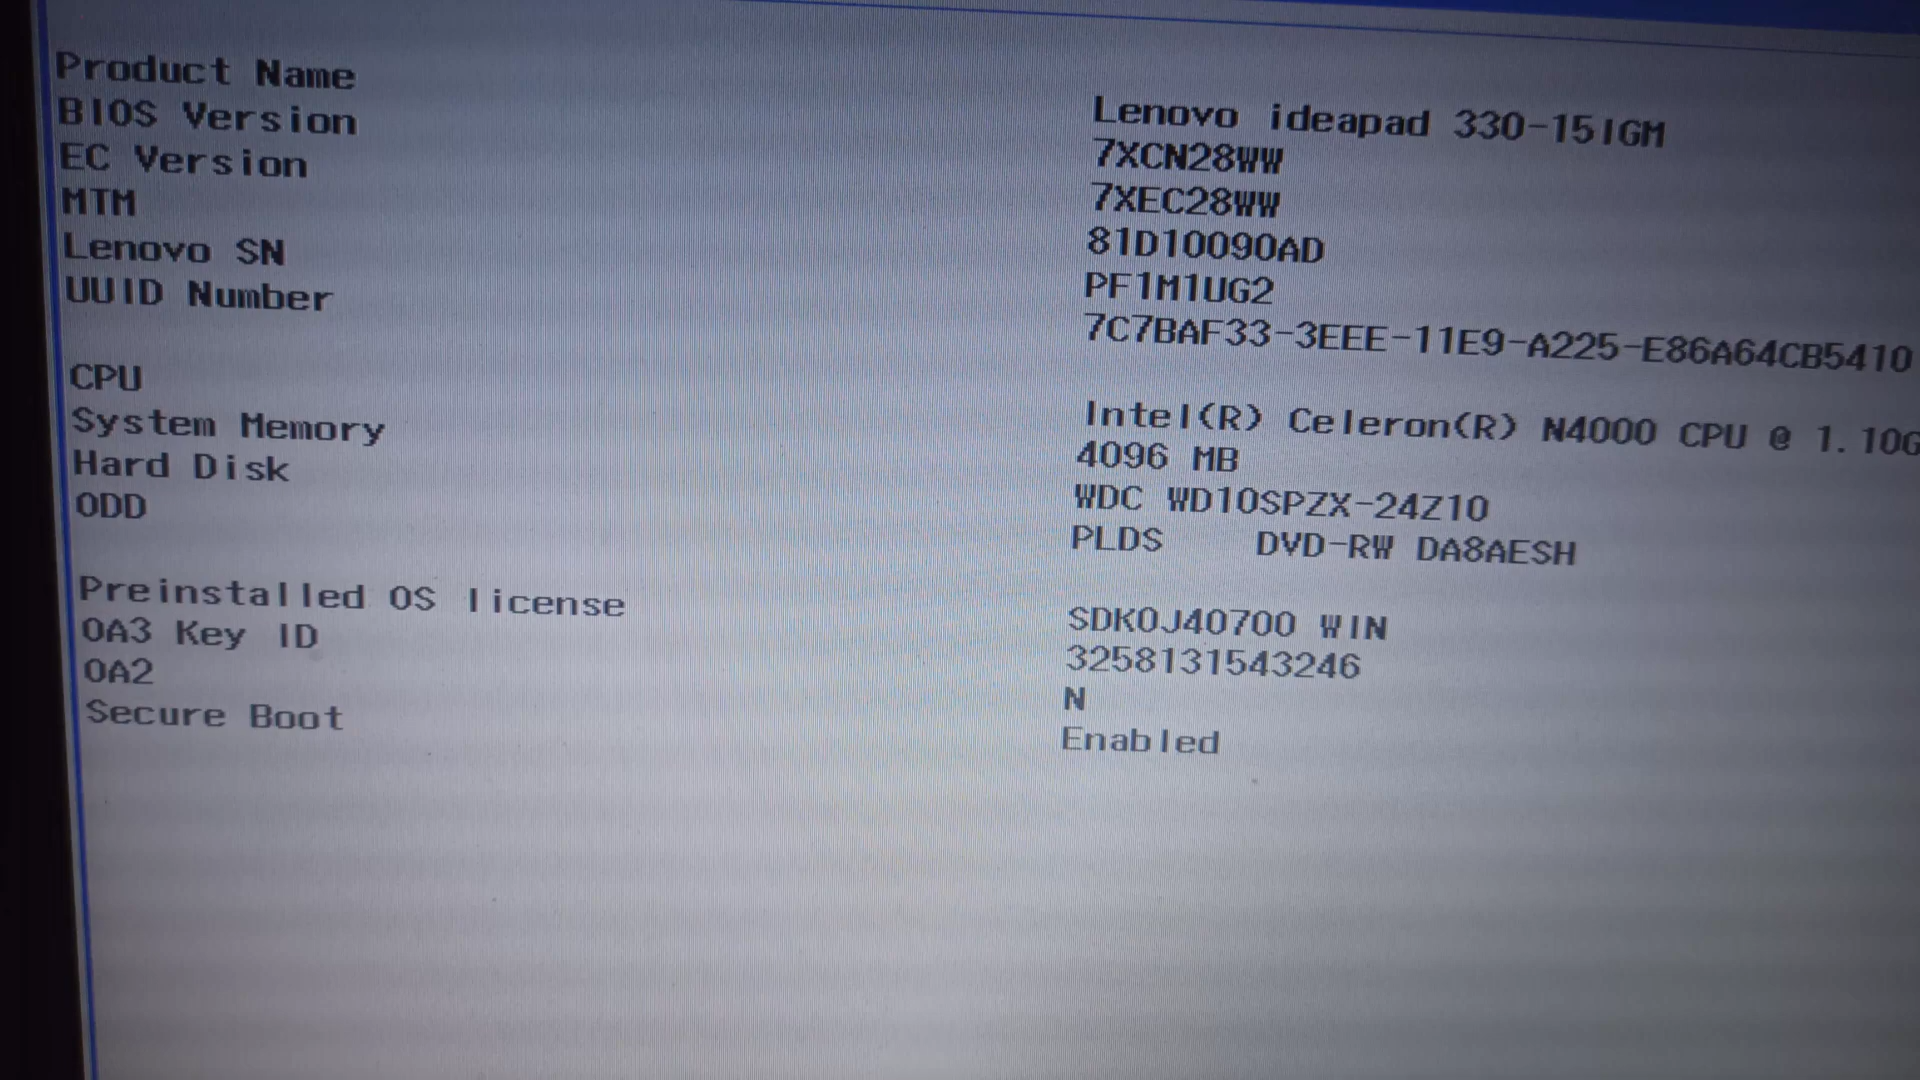 Product Name Lenovo ideapad 330-15IGM
BIOS Version 7XCN28WW
EC Version 7XEC28WW
MTM 81D10090AD
Lenovo SN PF1M1UG2
UUID Number 7C7BAF33-3EEE-11E9-A225-E86A64CB5410
CPU Intel(R) Celeron(R) N4000 CPU @ 1.10G
System Memory 4096 MB
Hard Disk WDC WD10SPZX-24Z10
ODD PLDS DVD-RW DA8AESH
Preinstalled OS license SDK0J40700 WIN
OA3 Key ID 3258131543246
OA2 N
Secure Boot Enabled